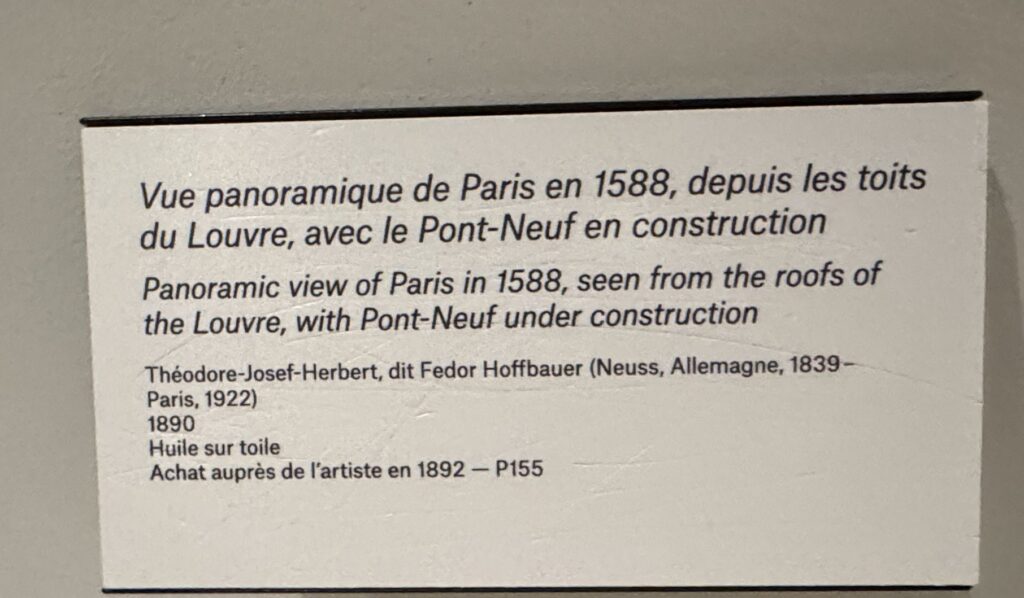 Vue panoramique de Paris en 1588, depuis les toits
du Louvre, avec le Pont-Neuf en construction
Panoramic view of Paris in 1588, seen from the roofs of
the Louvre, with Pont-Neuf under construction
Théodore-Josef-Herbert, dit Fedor Hoffbauer (Neuss, Allemagne, 1839–
Paris, 1922)
1890
Huile sur toile
Achat auprès de l'artiste en 1892 — P155